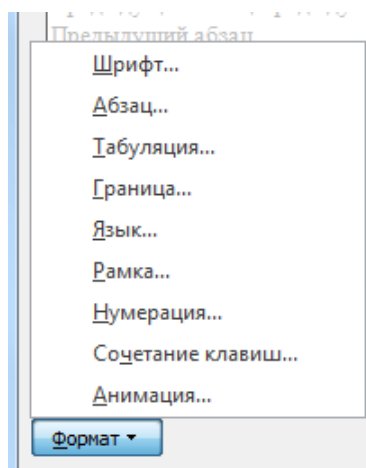 Предыдущий абзац
Шрифт...
Абзац...
Табуляция...
Граница...
Язык...
Рамка...
Нумерация...
Сочетание клавиш...
Анимация...
Формат